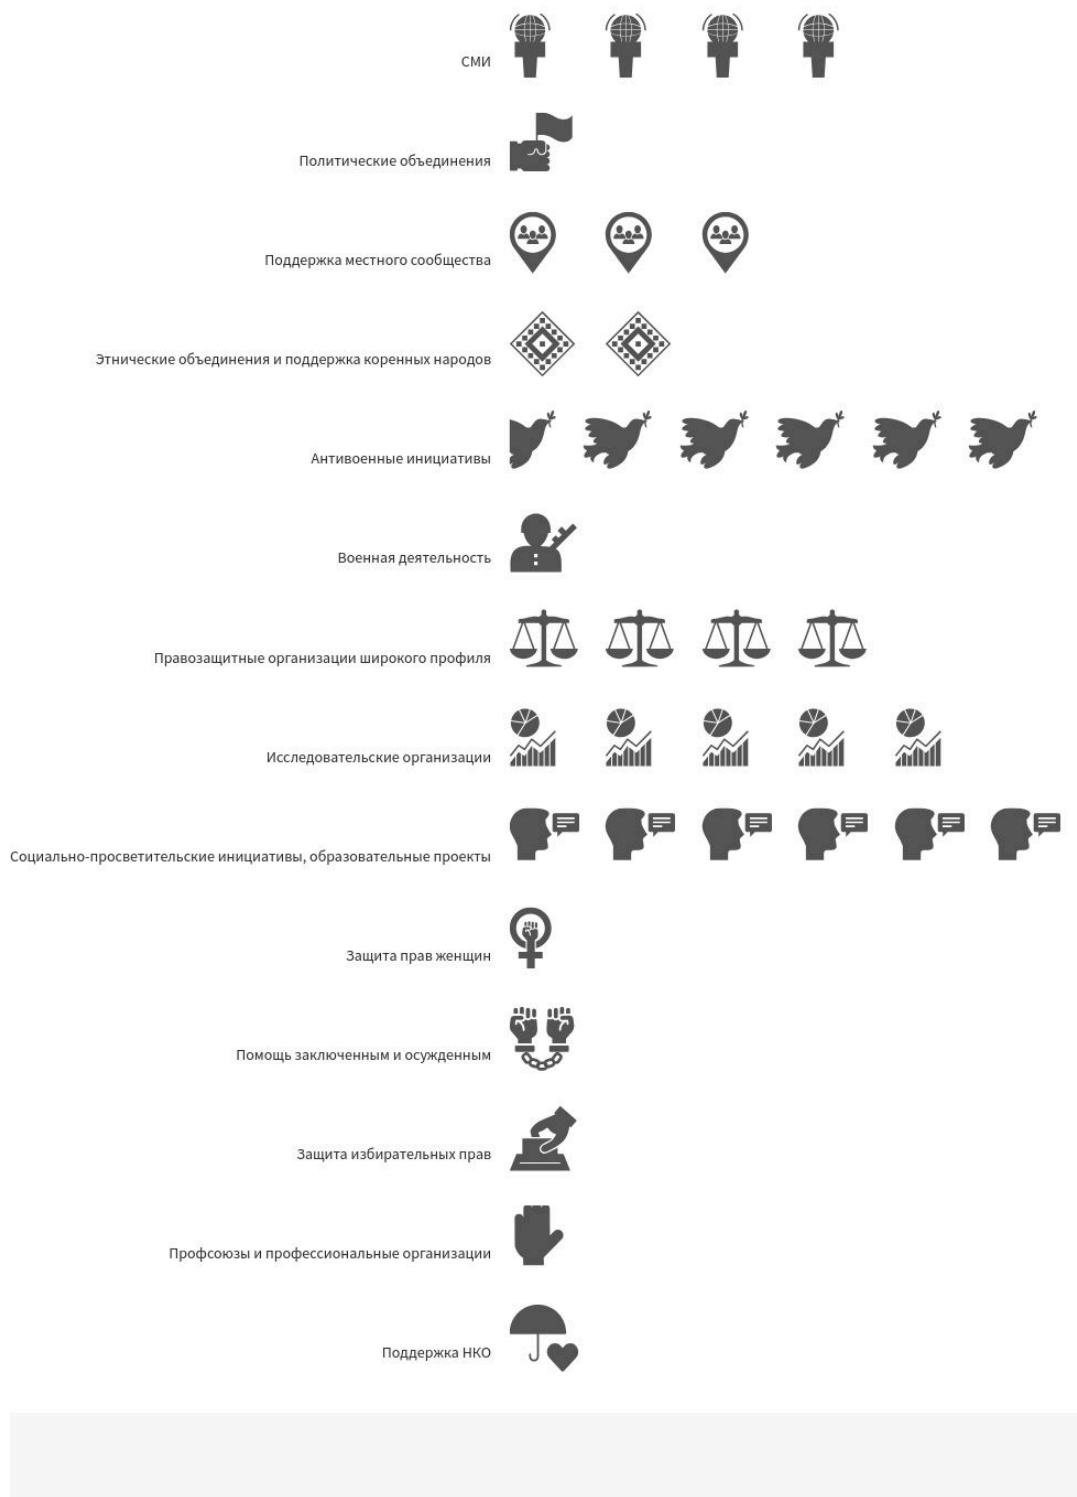 СМИ
Политические объединения
Поддержка местного сообщества
Этнические объединения и поддержка коренных народов
Антивоенные инициативы
Военная деятельность
Правозащитные организации широкого профиля
Исследовательские организации
Социально-просветительские инициативы, образовательные проекты
Защита прав женщин
Помощь заключенным и осужденным
Защита избирательных прав
Профсоюзы и профессиональные организации
Поддержка НКО